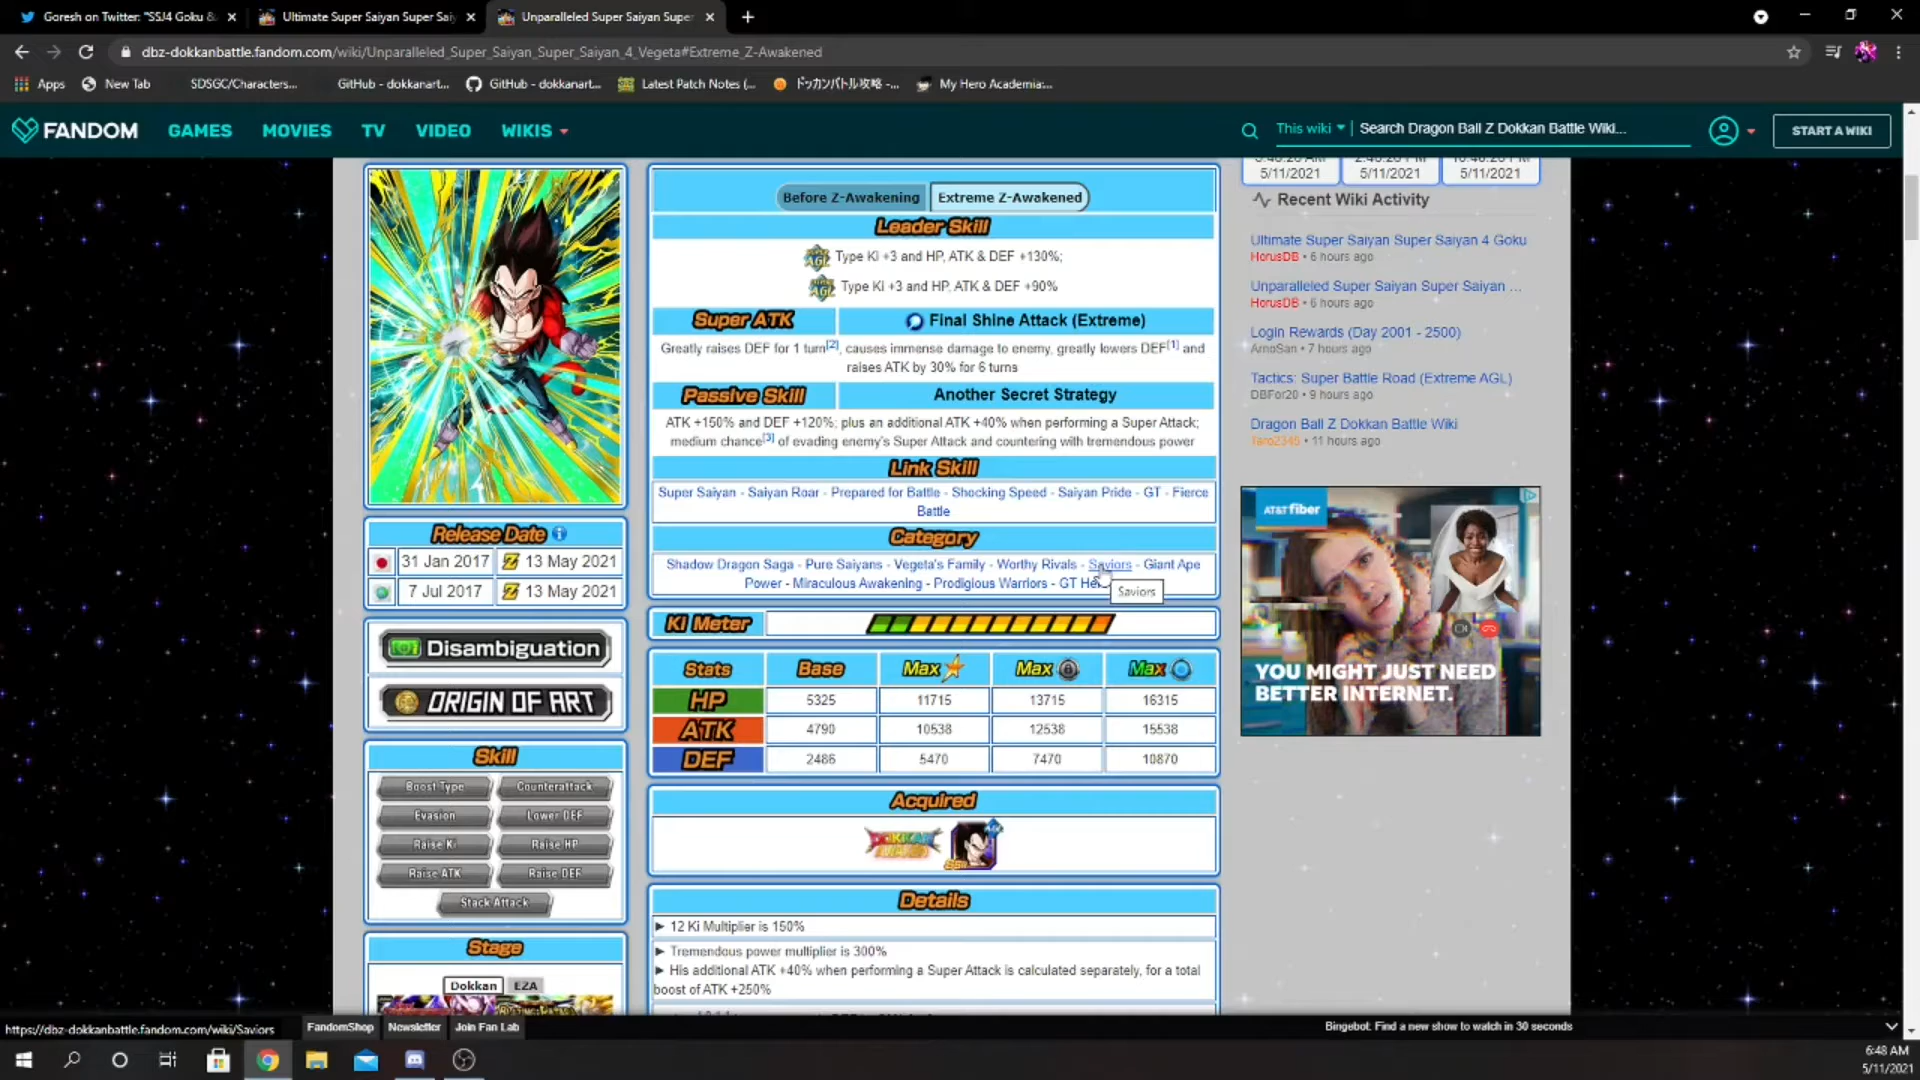 Goresh on Twitter: "SSJ4 Goku &
Ultimate Super Saiyan Super Saiy
Unparalleled Super Saiyan Super
dbz-dokkanbattle.fandom.com/wiki/Unparalleled_Super_Saiyan_Super_Saiyan_4_Vegeta#Extreme_Z-Awakened
Apps
New Tab
SDSGC/Characters...
GitHub - dokkanart...
GitHub - dokkanart...
Latest Patch Notes (...
ドッカンバトル攻略 -...
My Hero Academia:...
FANDOM
GAMES
MOVIES
TV
VIDEO
WIKIS
This wiki
Search Dragon Ball Z Dokkan Battle Wiki...
START A WIKI
Before Z-Awakening
Extreme Z-Awakened
Leader Skill
AGL Type Ki +3 and HP, ATK & DEF +130%;
AGL Type Ki +3 and HP, ATK & DEF +90%
Super ATK
Final Shine Attack (Extreme)
Greatly raises DEF for 1 turn[2], causes immense damage to enemy, greatly lowers DEF[1] and
raises ATK by 30% for 6 turns
Passive Skill
Another Secret Strategy
ATK +150% and DEF +120%; plus an additional ATK +40% when performing a Super Attack;
medium chance[3] of evading enemy's Super Attack and countering with tremendous power
Link Skill
Super Saiyan - Saiyan Roar - Prepared for Battle - Shocking Speed - Saiyan Pride - GT - Fierce
Battle
Category
Shadow Dragon Saga - Pure Saiyans - Vegeta's Family - Worthy Rivals - Saviors - Giant Ape
Power - Miraculous Awakening - Prodigious Warriors - GT He
Saviors
Ki Meter
Stats Base Max Max Max
HP 5325 11715 13715 16315
ATK 4790 10538 12538 15538
DEF 2486 5470 7470 10870
Acquired
DOKKAN
SSR
Details
► 12 Ki Multiplier is 150%
► Tremendous power multiplier is 300%
► His additional ATK +40% when performing a Super Attack is calculated separately, for a total
boost of ATK +250%
Release Date
31 Jan 2017 Z 13 May 2021
7 Jul 2017 Z 13 May 2021
Disambiguation
ORIGIN OF ART
Skill
Boost Type
Counterattack
Evasion
Lower DEF
Raise Ki
Raise HP
Raise ATK
Raise DEF
Stack Attack
Stage
Dokkan
EZA
5/11/2021
5/11/2021
5/11/2021
Recent Wiki Activity
Ultimate Super Saiyan Super Saiyan 4 Goku
HorusDB • 6 hours ago
Unparalleled Super Saiyan Super Saiyan ...
HorusDB • 6 hours ago
Login Rewards (Day 2001 - 2500)
ArnoSan • 7 hours ago
Tactics: Super Battle Road (Extreme AGL)
DBFor20 • 9 hours ago
Dragon Ball Z Dokkan Battle Wiki
Taro2345 • 11 hours ago
AT&T fiber
YOU MIGHT JUST NEED
BETTER INTERNET.
https://dbz-dokkanbattle.fandom.com/wiki/Saviors
FandomShop
Newsletter
Join Fan Lab
Bingebot: Find a new show to watch in 30 seconds
6:48 AM
5/11/2021